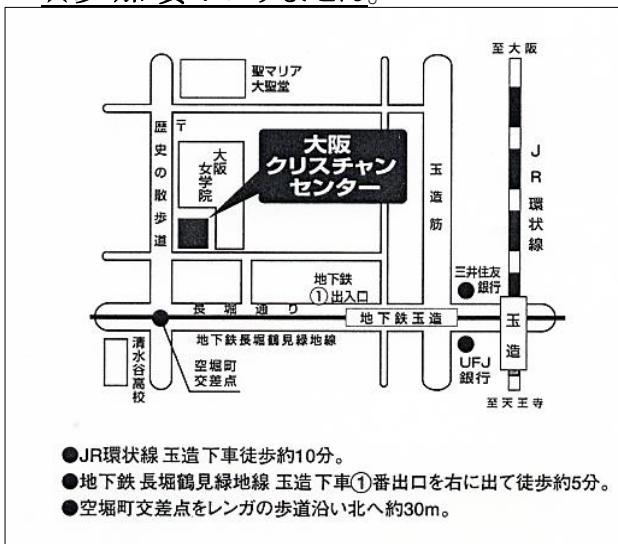 至大阪
聖マリア
大聖堂
〒
歴史の散歩道
大阪
女学院
大阪
クリスチャン
センター
玉造筋
JR環状線
三井住友
銀行
地下鉄
①出入口
長堀通り
地下鉄玉造
玉造
地下鉄長堀鶴見緑地線
清水谷高校
空堀町
交差点
UFJ
銀行
至天王寺
●JR環状線 玉造下車徒歩約10分。
●地下鉄 長堀鶴見緑地線 玉造下車①番出口を右に出て徒歩約5分。
●空堀町交差点をレンガの歩道沿い北へ約30m。